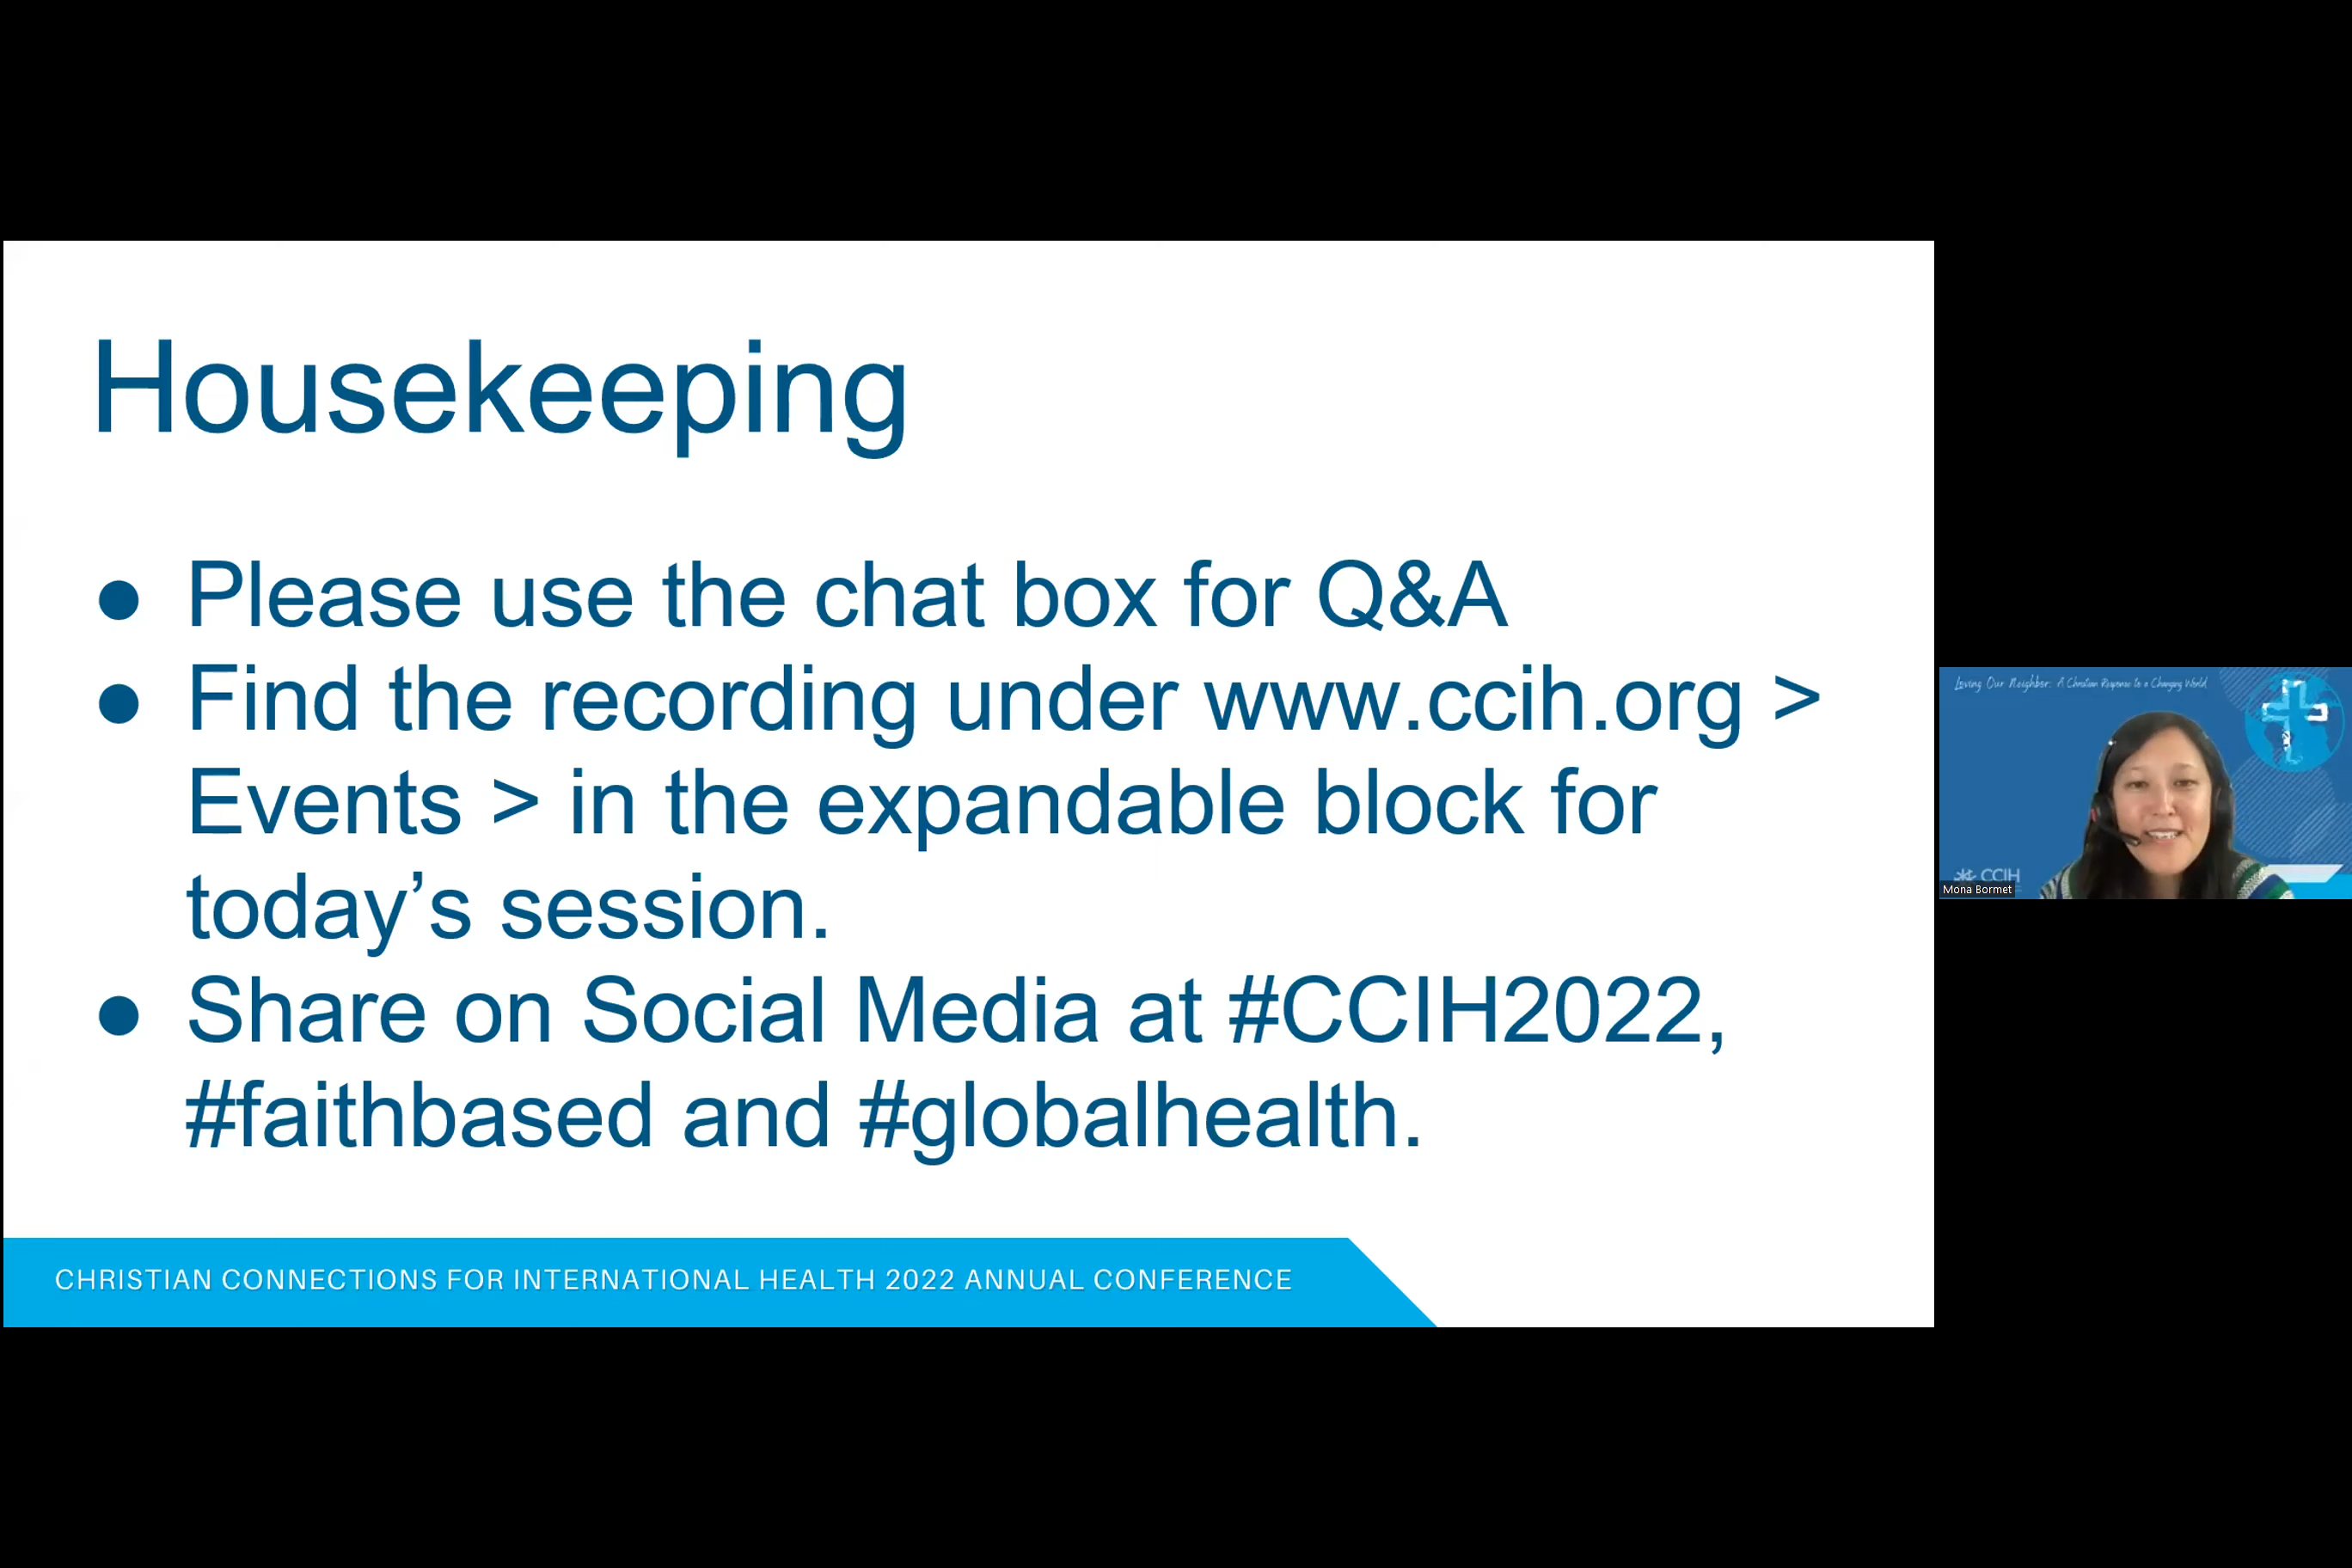 Housekeeping
● Please use the chat box for Q&A
● Find the recording under www.ccih.org >
Events > in the expandable block for
today’s session.
● Share on Social Media at #CCIH2022,
#faithbased and #globalhealth.
CHRISTIAN CONNECTIONS FOR INTERNATIONAL HEALTH 2022 ANNUAL CONFERENCE
Loving Our Neighbor: A Christian Response to a Changing World
CCIH
Mona Bormet